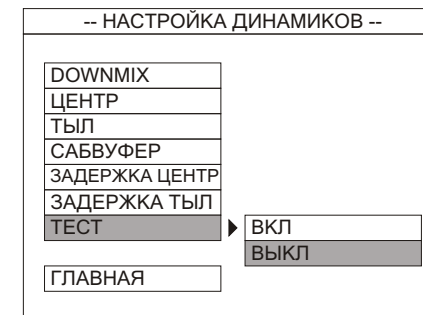 -- НАСТРОЙКА ДИНАМИКОВ --
DOWNMIX
ЦЕНТР
ТЫЛ
САБВУФЕР
ЗАДЕРЖКА ЦЕНТР
ЗАДЕРЖКА ТЫЛ
ТЕСТ
ВКЛ
ВЫКЛ
ГЛАВНАЯ